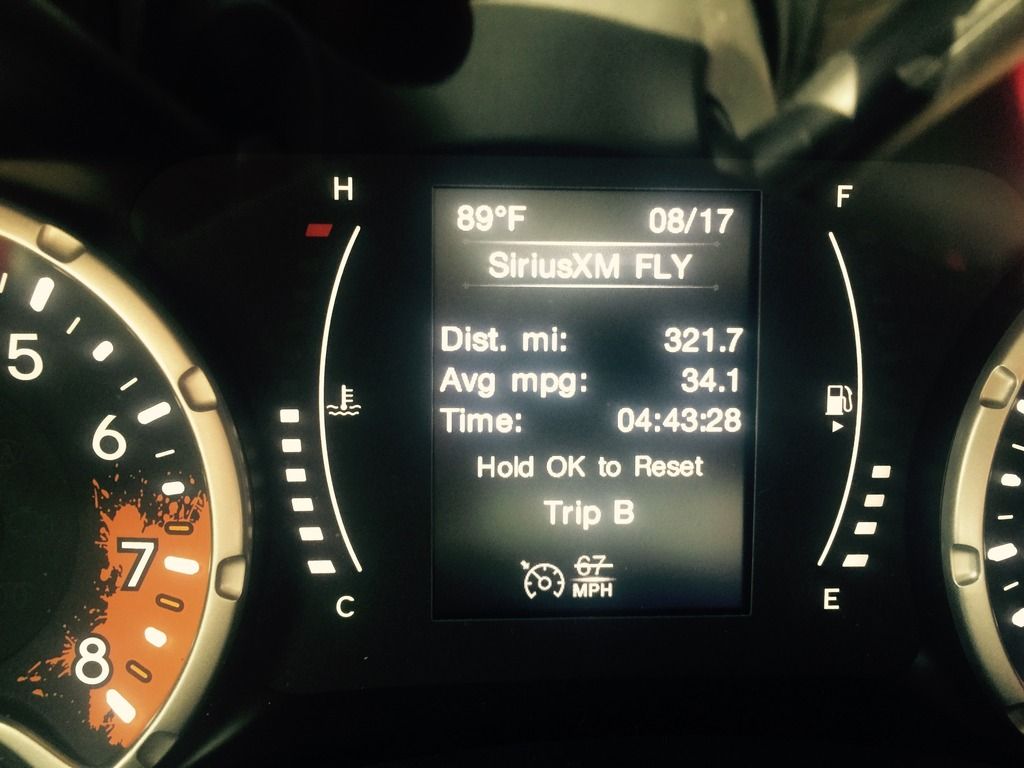 H
F
89°F 08/17
SiriusXM FLY
5
Dist. mi: 321.7
Avg mpg: 34.1
Time: 04:43:28
6
Hold OK to Reset
Trip B
7
67
MPH
C
E
8